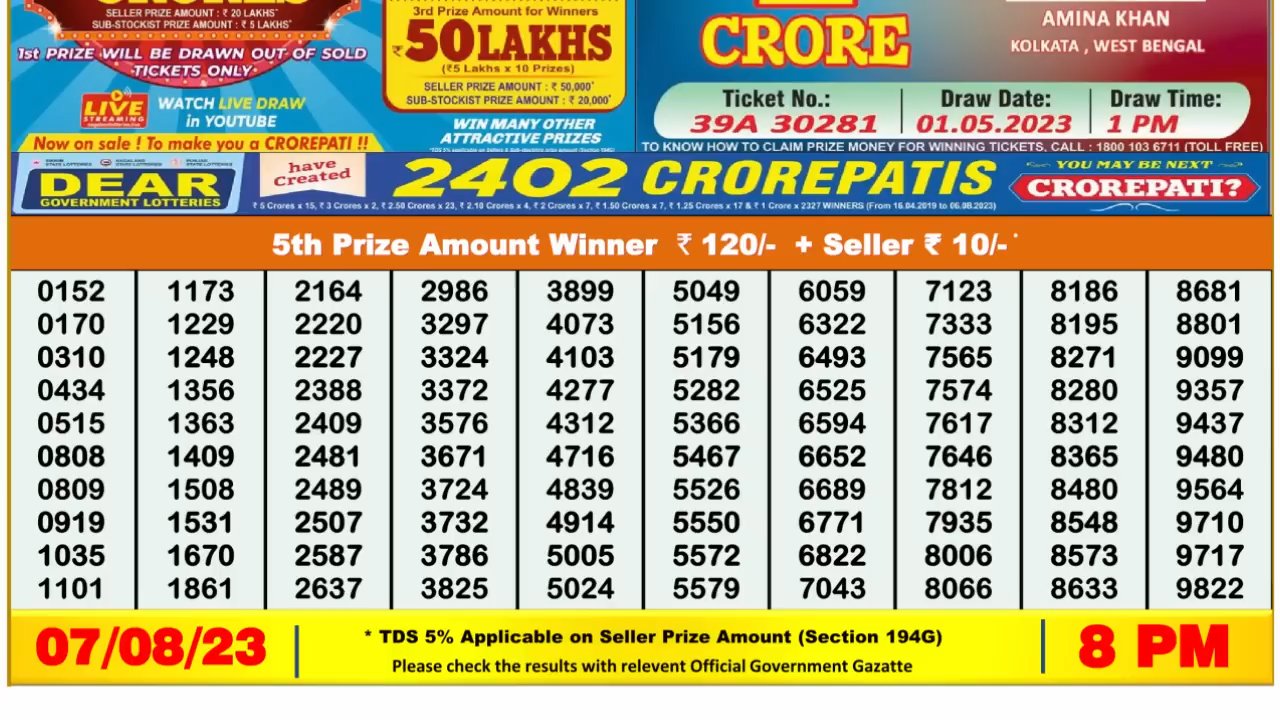 SELLER PRIZE AMOUNT : ₹ 20 LAKHS*
SUB-STOCKIST PRIZE AMOUNT : ₹ 5 LAKHS*
1st PRIZE WILL BE DRAWN OUT OF SOLD
TICKETS ONLY
LIVE
STREAMING
WATCH LIVE DRAW
in YOUTUBE
Now on sale ! To make you a CROREPATI !!
3rd Prize Amount for Winners
₹50LAKHS
(₹5 Lakhs x 10 Prizes)
SELLER PRIZE AMOUNT : ₹ 50,000*
SUB-STOCKIST PRIZE AMOUNT : ₹ 20,000*
WIN MANY OTHER
ATTRACTIVE PRIZES
CRORE
AMINA KHAN
KOLKATA , WEST BENGAL
Ticket No.: Draw Date: Draw Time:
39A 30281 01.05.2023 1 PM
TO KNOW HOW TO CLAIM PRIZE MONEY FOR WINNING TICKETS, CALL : 1800 103 6711 (TOLL FREE)
DEAR
GOVERNMENT LOTTERIES
have
Created
2402 CROREPATIS
₹ 5 Crores x 15, ₹ 3 Crores x 2, ₹ 2.50 Crores x 23, ₹ 2.10 Crores x 4, ₹ 2 Crores x 7, ₹ 1.50 Crores x 7, ₹ 1.25 Crores x 17 & ₹ 1 Crore x 2327 WINNERS (From 16.04.2019 to 06.08.2023)
YOU MAY BE NEXT
CROREPATI?
5th Prize Amount Winner ₹ 120/- + Seller ₹ 10/-*
0152 1173 2164 2986 3899 5049 6059 7123 8186 8681
0170 1229 2220 3297 4073 5156 6322 7333 8195 8801
0310 1248 2227 3324 4103 5179 6493 7565 8271 9099
0434 1356 2388 3372 4277 5282 6525 7574 8280 9357
0515 1363 2409 3576 4312 5366 6594 7617 8312 9437
0808 1409 2481 3671 4716 5467 6652 7646 8365 9480
0809 1508 2489 3724 4839 5526 6689 7812 8480 9564
0919 1531 2507 3732 4914 5550 6771 7935 8548 9710
1035 1670 2587 3786 5005 5572 6822 8006 8573 9717
1101 1861 2637 3825 5024 5579 7043 8066 8633 9822
07/08/23
* TDS 5% Applicable on Seller Prize Amount (Section 194G)
Please check the results with relevent Official Government Gazatte
8 PM